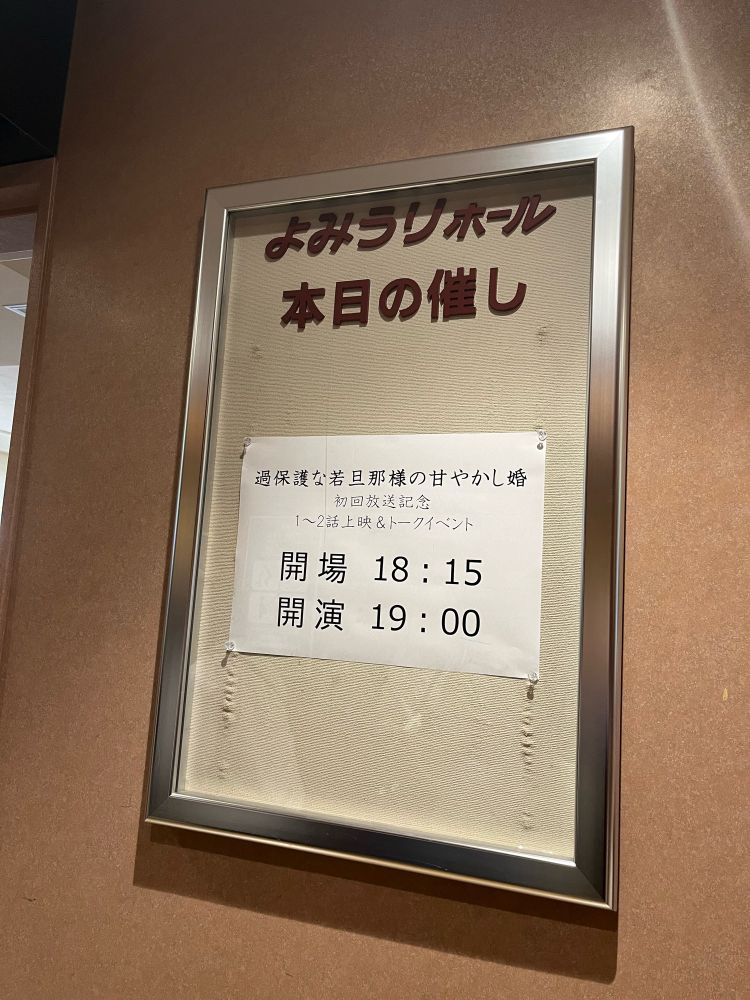 よみうりホール
本日の催し
過保護な若旦那様の甘やかし婚
初回放送記念
1～2話上映＆トークイベント
開場 18：15
開演 19：00